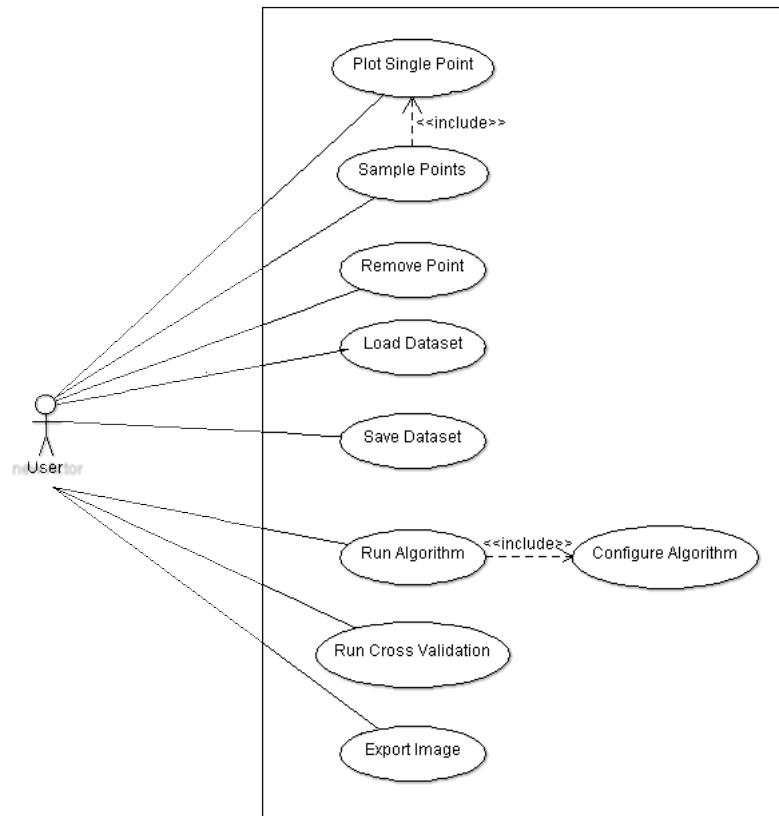 Plot Single Point
<<include>>
Sample Points
Remove Point
Load Dataset
Save Dataset
User
Run Algorithm
<<include>>
Configure Algorithm
Run Cross Validation
Export Image